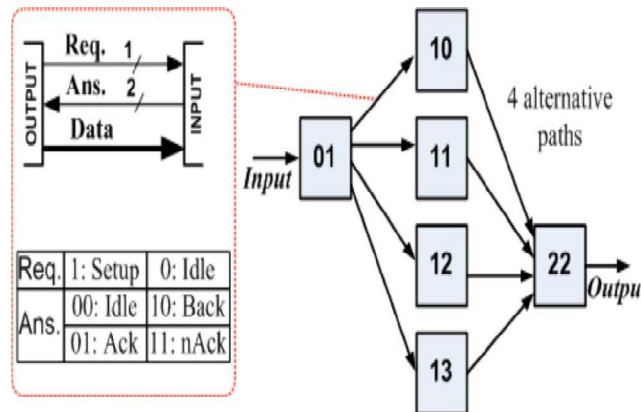 Req. 1
Ans. 2
Data
OUTPUT
INPUT
Req. 1: Setup 0: Idle
Ans. 00: Idle 10: Back
01: Ack 11: nAck
Input
01
10
11
12
13
22
4 alternative
paths
Outpu